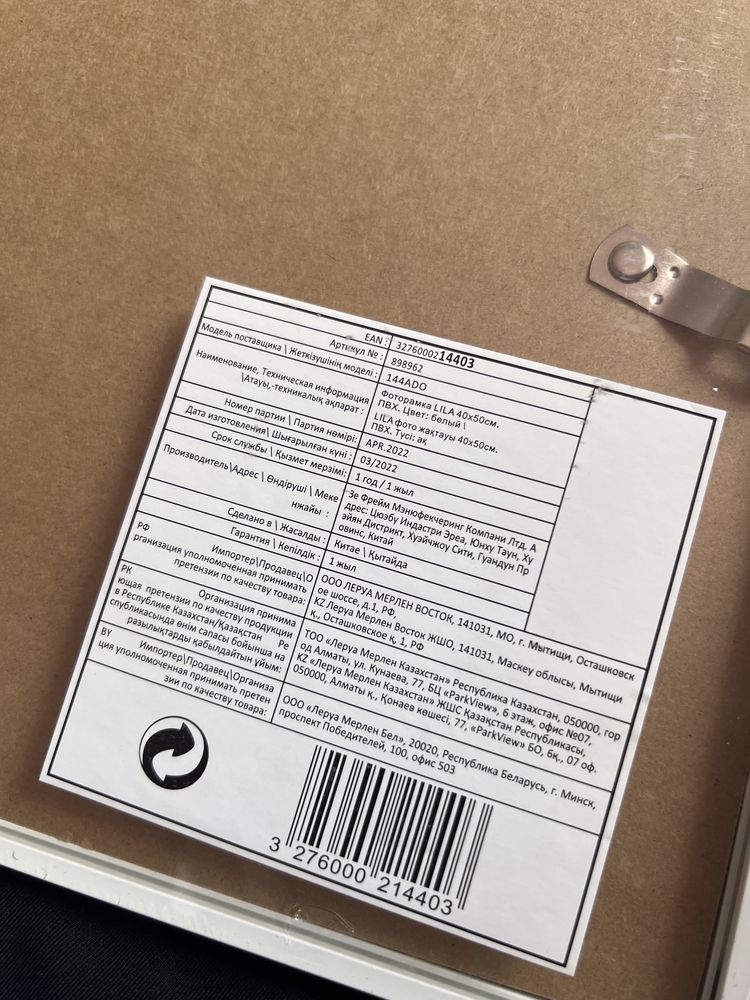 EAN : 3276000214403
Артикул № : 898962
Модель поставщика \ Жеткізушінің моделі : 144ADO
Наименование, Техническая информация
\Атауы,-техникалық ақпарат :
Фоторамка LILA 40x50см.
ПВХ. Цвет: белый \
LILA фото жақтауы 40x50см.
ПВХ. Түсі: ақ
Номер партии \ Партия нөмірі: APR.2022
Дата изготовления\ Шығарылған күні : 03/2022
Срок службы \ Қызмет мерзімі: 1 год / 1 жыл
Производитель\Адрес \ Өндіруші \ Меке
нжайы :
Зе Фрейм Мэнюфекчеринг Компани Лтд. А
дрес: Цюэбу Индастри Эреа, Юнху Таун, Ху
эйян Дистрикт, Хуэйчжоу Сити, Гуандун Пр
овинс, Китай
Сделано в \ Жасалды : Китае \ Қытайда
Гарантия \ Кепілдік : 1 жыл
РФ Импортер\Продавец\О
рганизация уполномоченная принимать
претензии по качеству товара:
ООО ЛЕРУА МЕРЛЕН ВОСТОК, 141031, МО, г. Мытищи, Осташковск
ое шоссе, д.1, РФ,
KZ Леруа Мерлен Восток ЖШО, 141031, Маскеу облысы, Мытищи
қ., Осташковское қ, 1, РФ
РК Организация принима
ющая претензии по качеству продукции
в Республике Казахстан/Қазақстан Ре
спубликасында өнім сапасы бойынша на
разылықтарды қабылдайтын ұйым:
ТОО «Леруа Мерлен Казахстан» Республика Казахстан, 050000, гор
од Алматы, ул. Кунаева, 77, БЦ «ParkView», 6 этаж, офис №07,
KZ «Леруа Мерлен Казахстан» ЖШС Қазақстан Республикасы,
050000, Алматы қ., Қонаев көшесі, 77, «ParkView» БО, 6қ., 07 оф.
BY Импортер\Продавец\Организа
ция уполномоченная принимать претен
зии по качеству товара:
ООО «Леруа Мерлен Бел», 20020, Республика Беларусь, г. Минск,
проспект Победителей, 100, офис 503
3 276000 214403